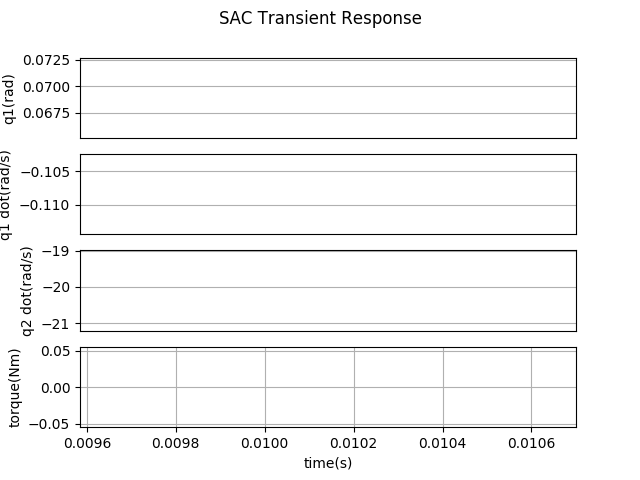 SAC Transient Response
q1(rad)
0.0725
0.0700
0.0675
q1 dot(rad/s)
−0.105
−0.110
q2 dot(rad/s)
−19
−20
−21
torque(Nm)
0.05
0.00
−0.05
0.0096 0.0098 0.0100 0.0102 0.0104 0.0106
time(s)